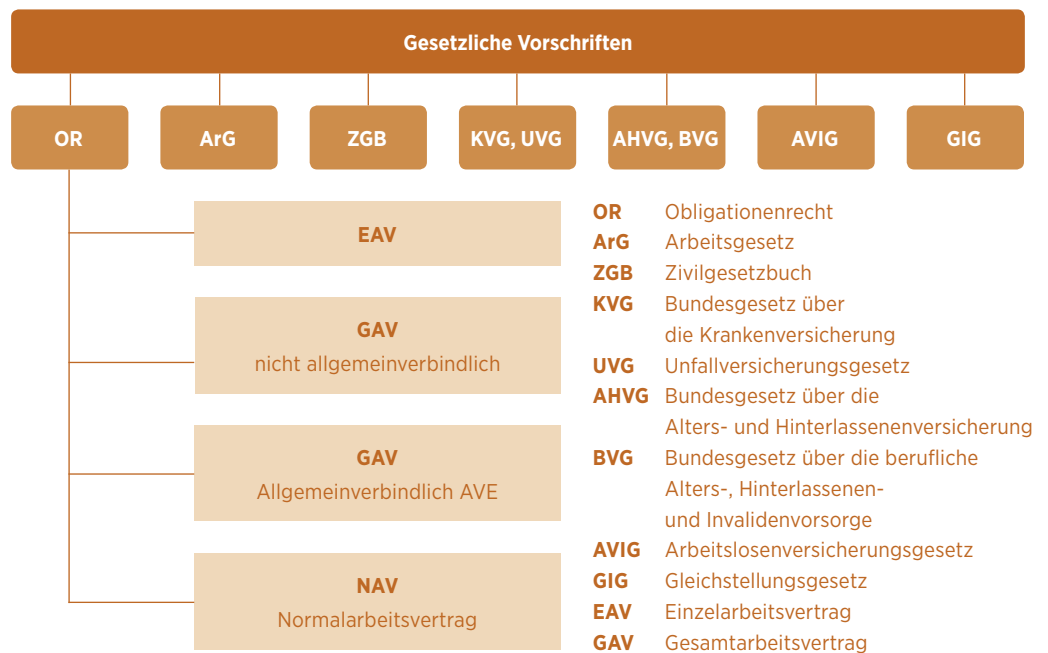 Gesetzliche Vorschriften
OR
ArG
ZGB
KVG, UVG
AHVG, BVG
AVIG
GIG
EAV
GAV
nicht allgemeinverbindlich
GAV
Allgemeinverbindlich AVE
NAV
Normalarbeitsvertrag
OR Obligationenrecht
ArG Arbeitsgesetz
ZGB Zivilgesetzbuch
KVG Bundesgesetz über
die Krankenversicherung
UVG Unfallversicherungsgesetz
AHVG Bundesgesetz über die
Alters- und Hinterlassenenversicherung
BVG Bundesgesetz über die berufliche
Alters-, Hinterlassenen-
und Invalidenvorsorge
AVIG Arbeitslosenversicherungsgesetz
GIG Gleichstellungsgesetz
EAV Einzelarbeitsvertrag
GAV Gesamtarbeitsvertrag